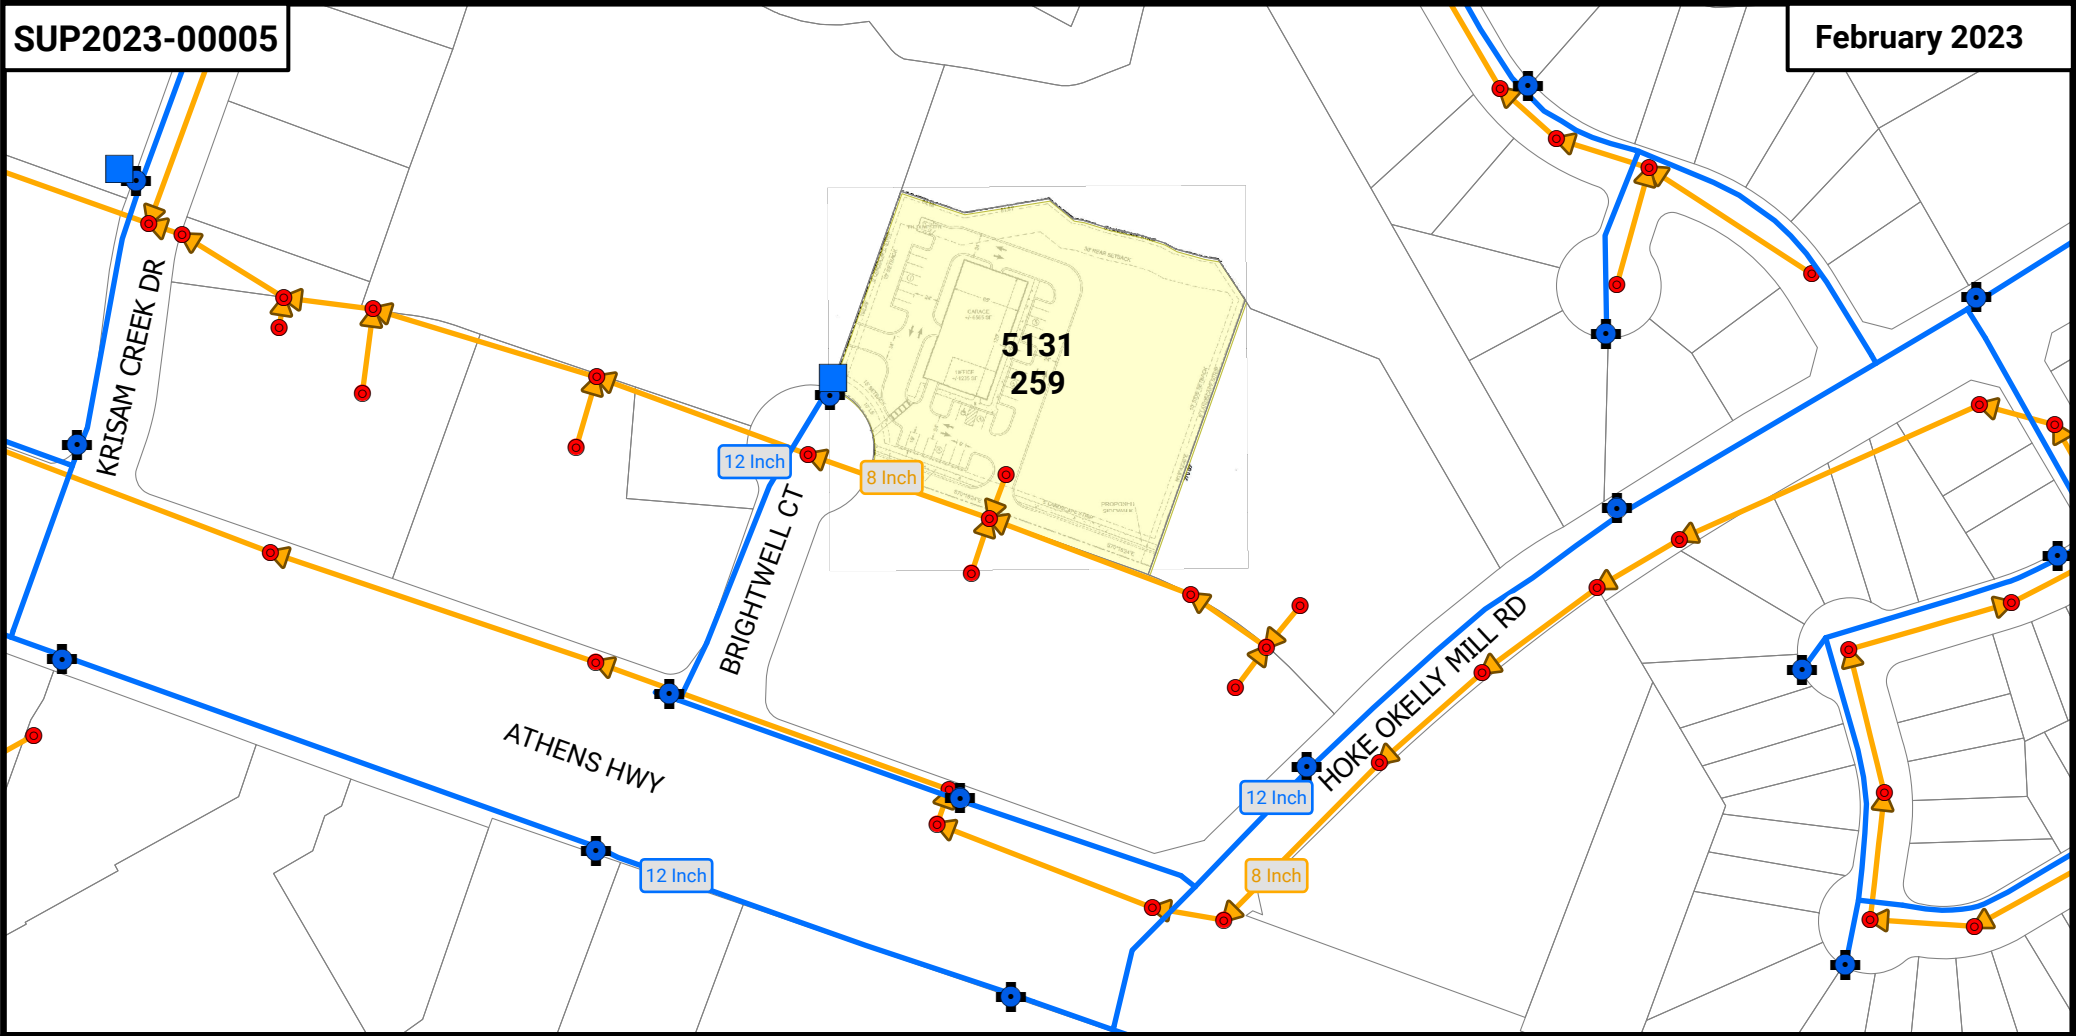 SUP2023-00005
February 2023
KRISAM CREEK DR
5131
259
12 Inch
8 Inch
BRIGHTWELL CT
ATHENS HWY
HOKE OKELLY MILL RD
12 Inch
12 Inch
8 Inch